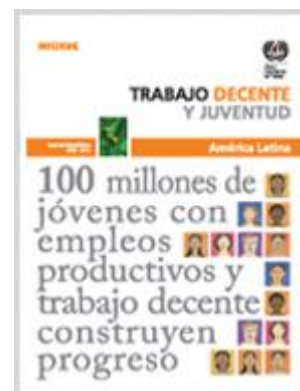 INFORME
TRABAJO DECENTE
Y JUVENTUD
América Latina
100 millones de
jóvenes con
empleos
productivos y
trabajo decente
construyen
progreso